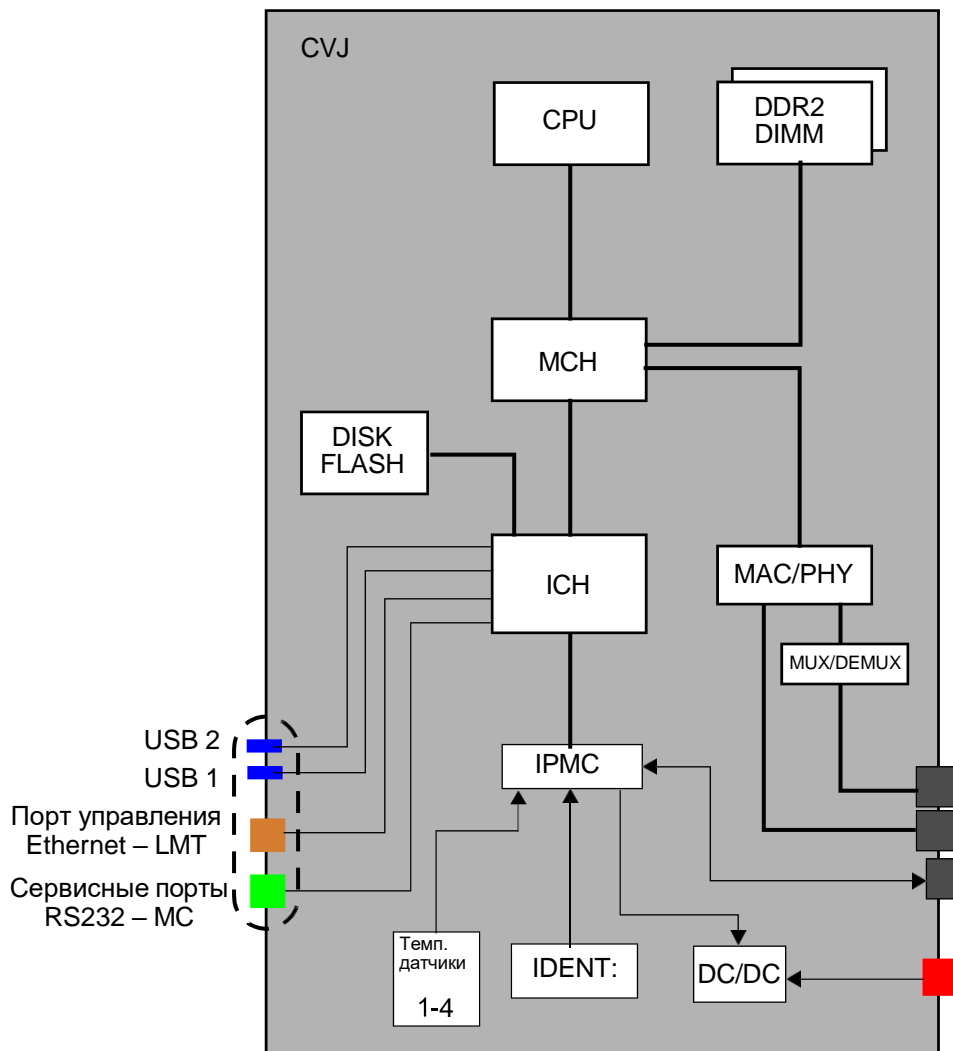 CVJ
CPU
DDR2
DIMM
MCH
DISK
FLASH
ICH
MAC/PHY
MUX/DEMUX
USB 2
USB 1
IPMC
Порт управления
Ethernet – LMT
Сервисные порты
RS232 – MC
Темп.
датчики
1-4
IDENT:
DC/DC